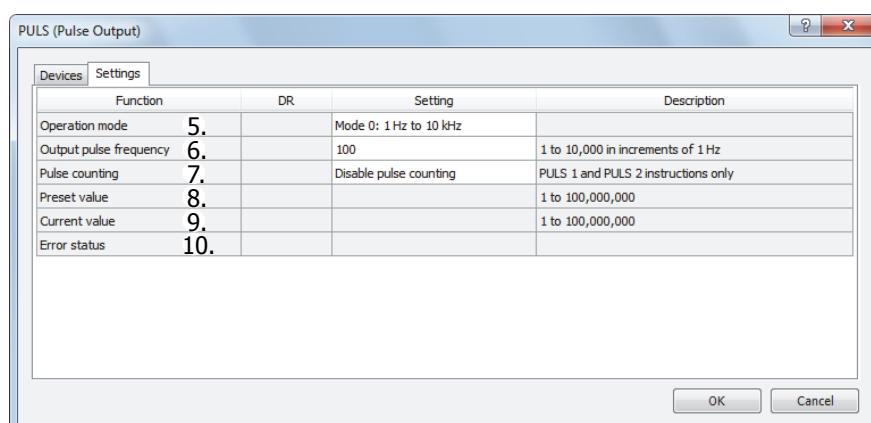 PULS (Pulse Output)
Devices Settings
Function DR Setting Description
Operation mode 5. Mode 0: 1 Hz to 10 kHz
Output pulse frequency 6. 100 1 to 10,000 in increments of 1 Hz
Pulse counting 7. Disable pulse counting PULS 1 and PULS 2 instructions only
Preset value 8. 1 to 100,000,000
Current value 9. 1 to 100,000,000
Error status 10.
OK Cancel